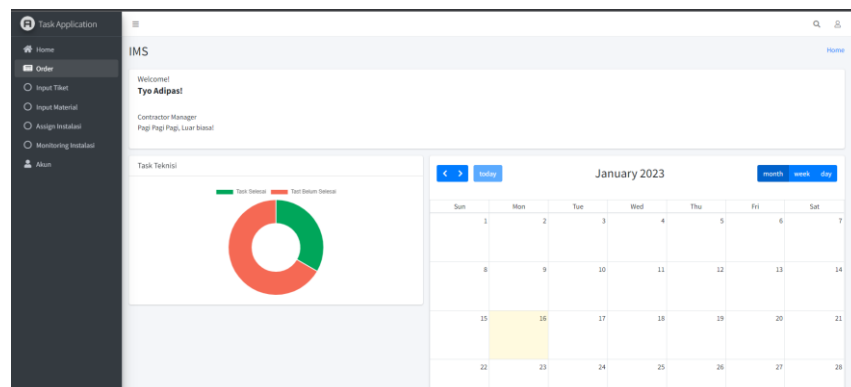 Task Application
Home
Order
Input Tiket
Input Material
Assign Instalasi
Monitoring Instalasi
Akun
IMS
Home
Welcome!
Tyo Adipas!
Contractor Manager
Pagi Pagi Pagi, Luar biasa!
Task Teknisi
Task Selesai Tast Belum Selesai
today
January 2023
month week day
Sun Mon Tue Wed Thu Fri Sat
1 2 3 4 5 6 7
8 9 10 11 12 13 14
15 16 17 18 19 20 21
22 23 24 25 26 27 28